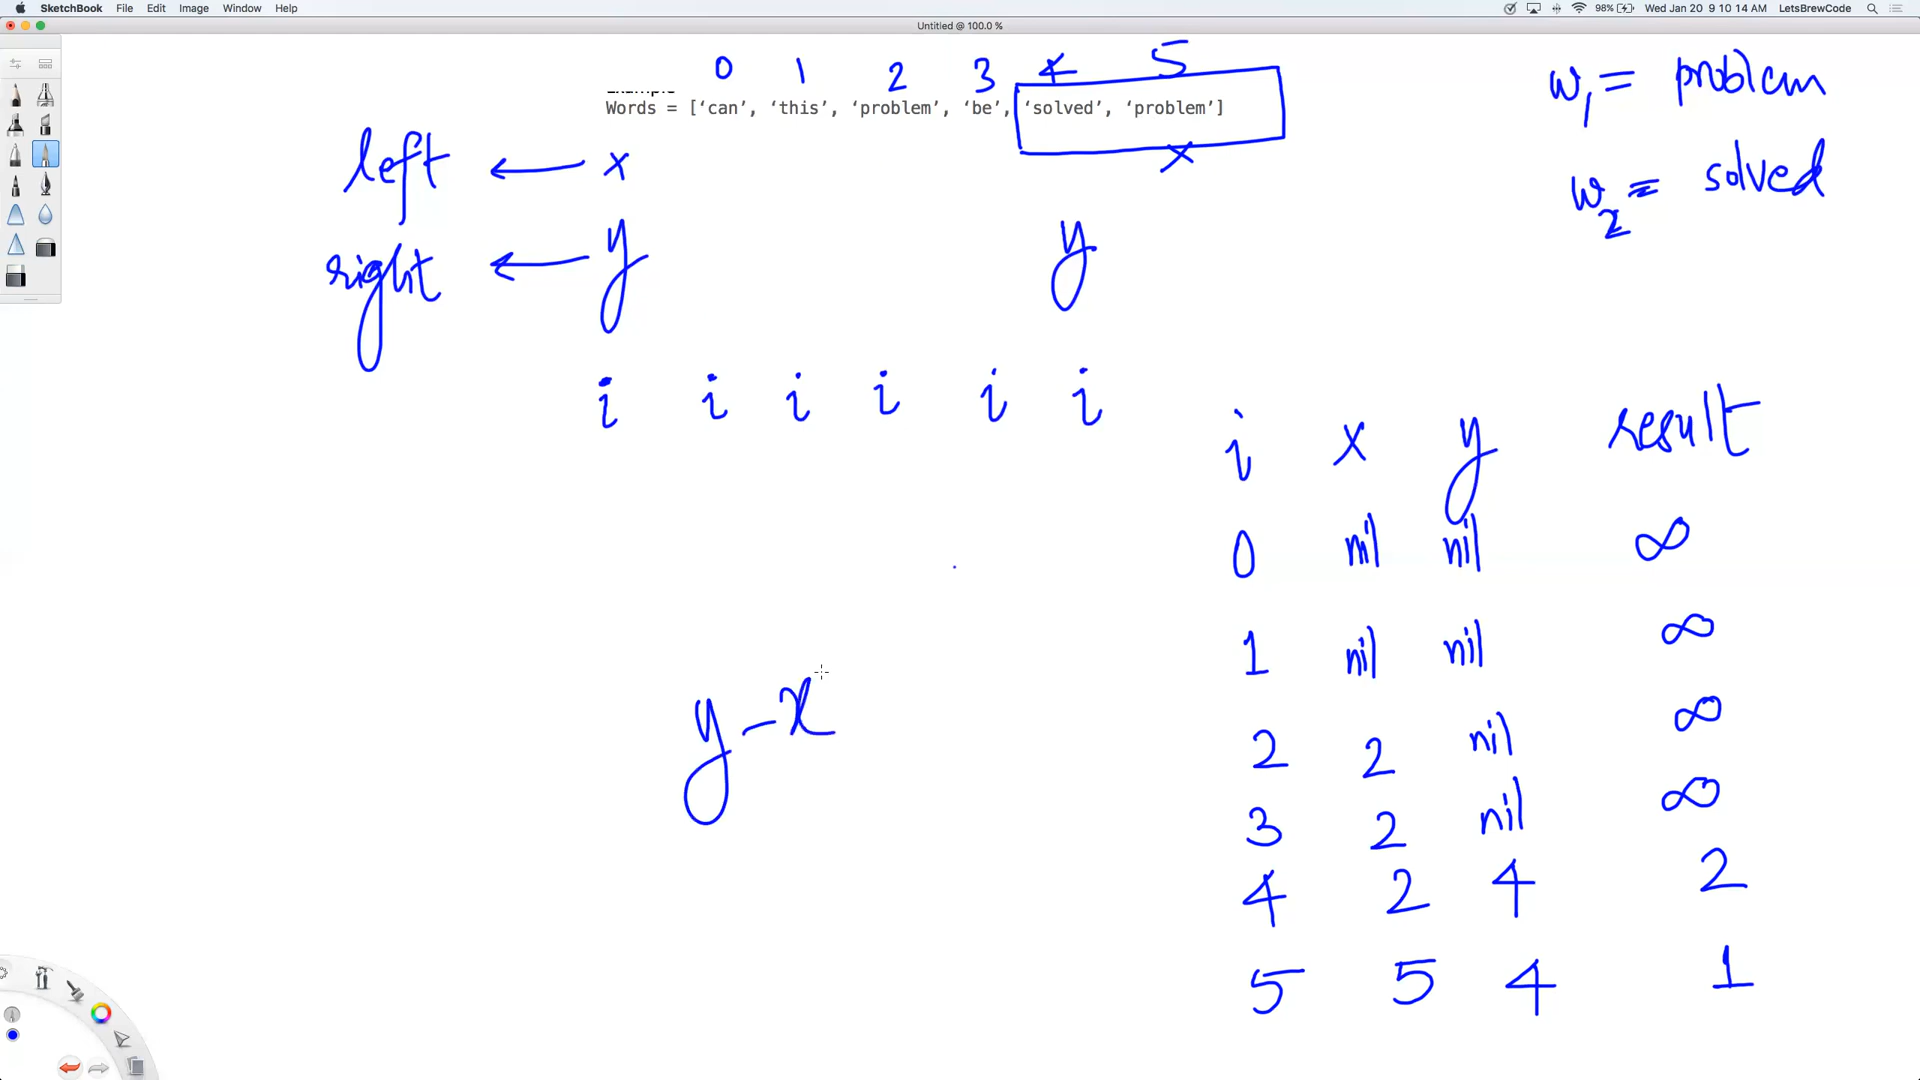 SketchBook File Edit Image Window Help 98% Wed Jan 20 9 10 14 AM LetsBrewCode
Untitled @ 100.0 %
0 1 2 3 4 5
Words = [‘can’, ‘this’, ‘problem’, ‘be’, ‘solved’, ‘problem’]
w1 = problem
left ← x x
w2 = solved
right ← y y
i i i i i i
i x y result
0 nil nil ∞
1 nil nil ∞
2 2 nil ∞
y - x
3 2 nil ∞
4 2 4 2
5 5 4 1